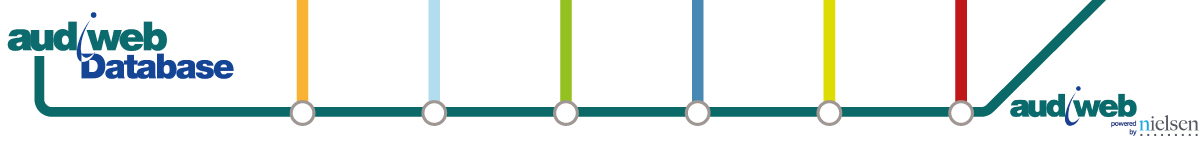 audiweb
Database
audiweb
powered
by nielsen